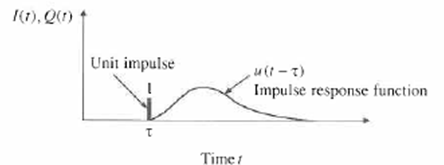 I(t), Q(t)
Unit impulse
u(t − τ)
Impulse response function
1
τ
Time t